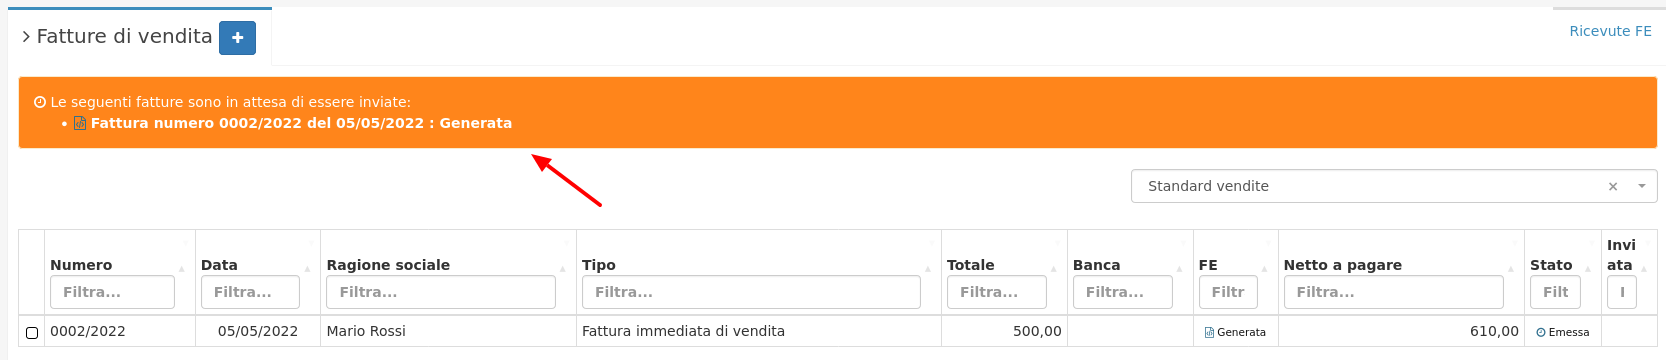 Fatture di vendita +
Ricevute FE
Le seguenti fatture sono in attesa di essere inviate:
• Fattura numero 0002/2022 del 05/05/2022 : Generata
Standard vendite ×
Numero Data Ragione sociale Tipo Totale Banca FE Netto a pagare Stato Invi
ata
Filtra... Filtra... Filtra... Filtra... Filtra... Filtra... Filtr Filtra... Filt I
0002/2022 05/05/2022 Mario Rossi Fattura immediata di vendita 500,00 Generata 610,00 Emessa